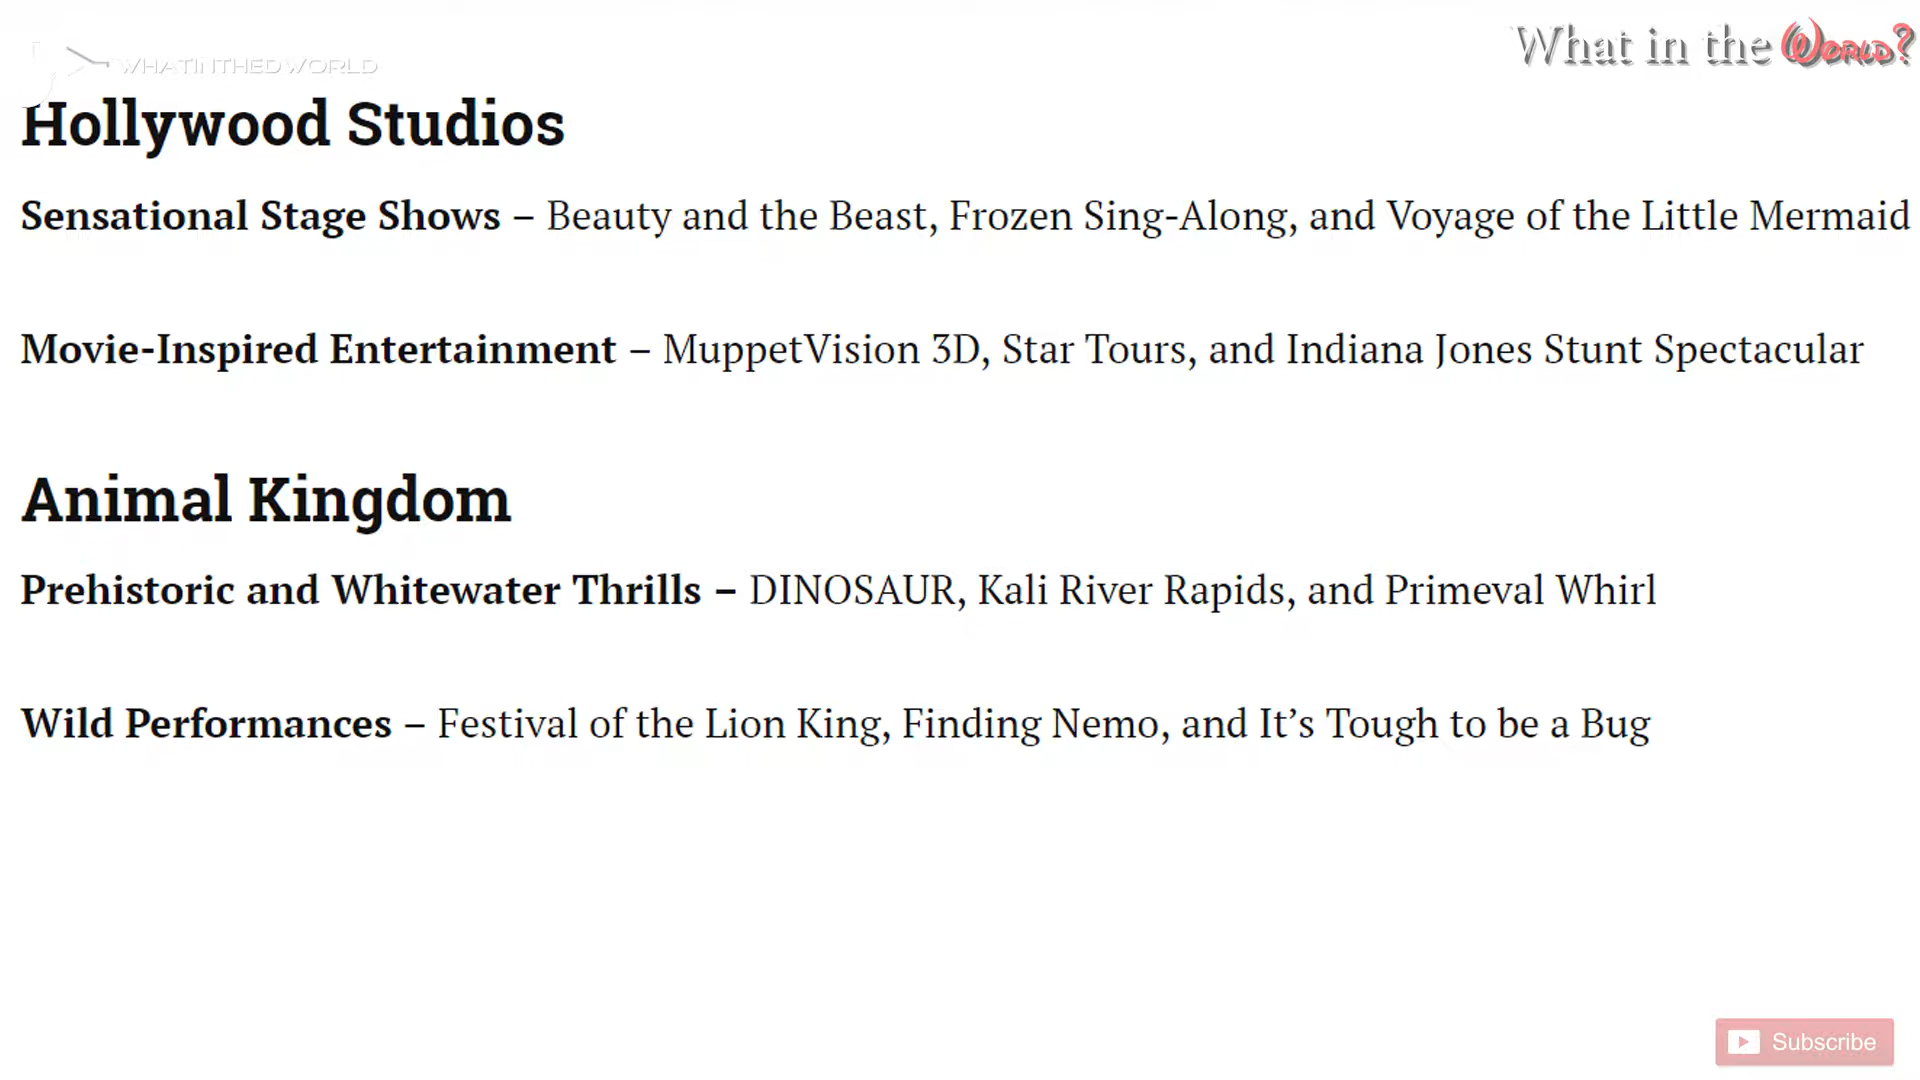 What in the World?
WHATINTHEDWORLD
Hollywood Studios
Sensational Stage Shows – Beauty and the Beast, Frozen Sing-Along, and Voyage of the Little Mermaid
Movie-Inspired Entertainment – MuppetVision 3D, Star Tours, and Indiana Jones Stunt Spectacular
Animal Kingdom
Prehistoric and Whitewater Thrills – DINOSAUR, Kali River Rapids, and Primeval Whirl
Wild Performances – Festival of the Lion King, Finding Nemo, and It’s Tough to be a Bug
Subscribe